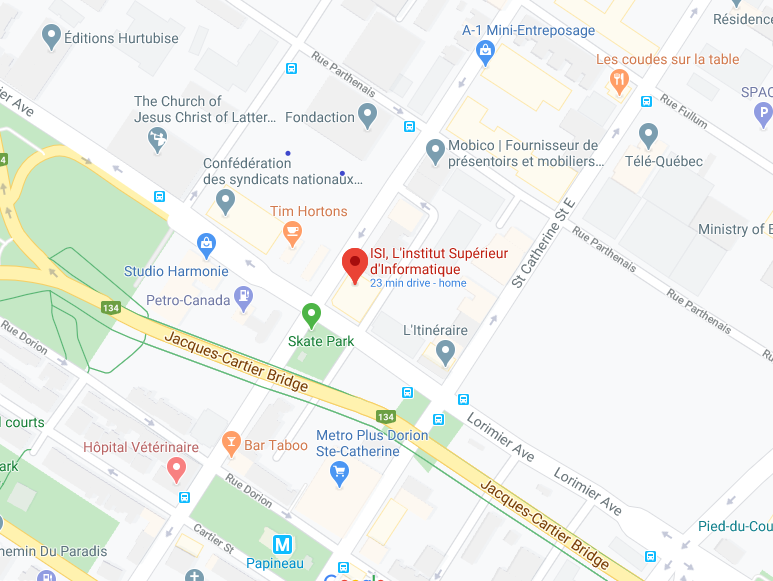 A-1 Mini-Entreposage
Résidence
Éditions Hurtubise
Rue Parthenais
Les coudes sur la table
SPAC
P
ier Ave
The Church of
Jesus Christ of Latter...
Fondaction
Rue Fullum
Mobico | Fournisseur de
présentoirs et mobiliers...
Télé-Québec
4
Confédération
des syndicats nationaux...
Tim Hortons
St Catherine St E
Rue Parthenais
Ministry of E
ISI, L'institut Supérieur
d'Informatique
23 min drive - home
Studio Harmonie
Petro-Canada
Rue Parthenais
134
Skate Park
L'Itinéraire
Rue Dorion
Jacques-Cartier Bridge
Ru
134
l courts
Hôpital Vétérinaire
Bar Taboo
Metro Plus Dorion
Ste-Catherine
Lorimier Ave
ark
Lorimier Ave
Rue Dorion
Jacques-Cartier Bridge
Cartier St
Pied-du-Cou
hemin Du Paradis
M
Papineau
Google